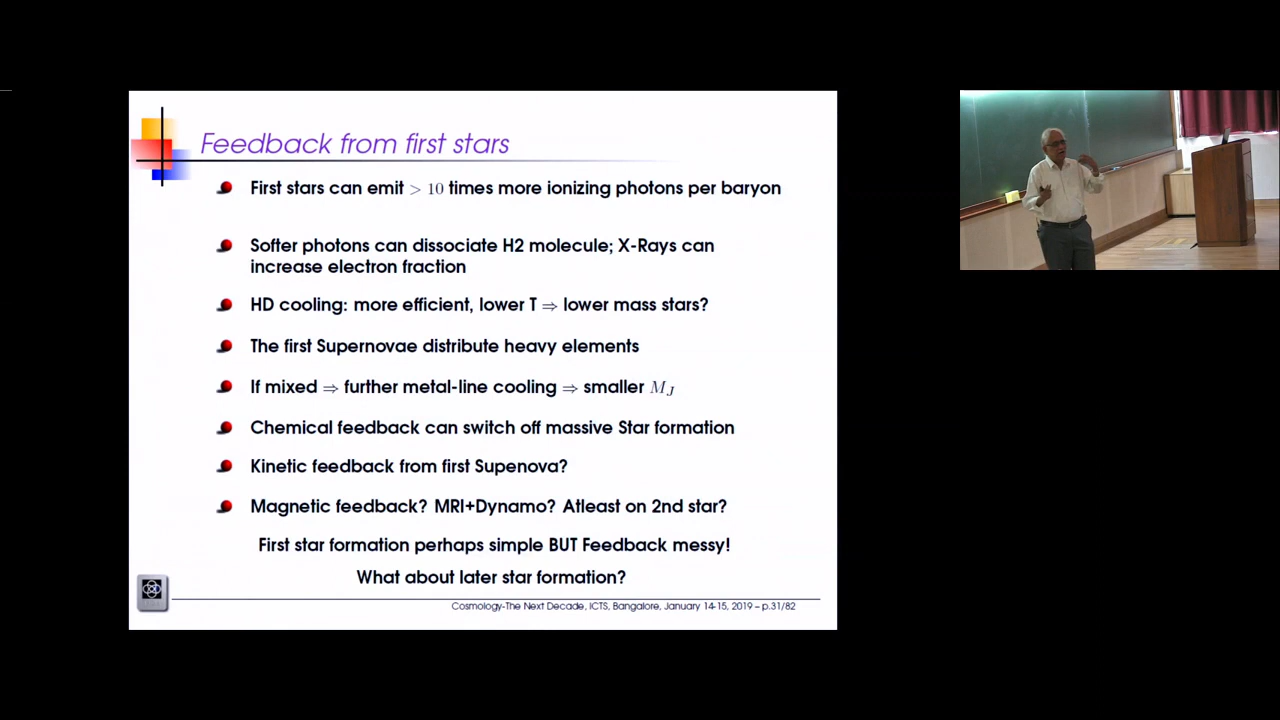 Feedback from first stars
First stars can emit > 10 times more ionizing photons per baryon
Softer photons can dissociate H2 molecule; X-Rays can
increase electron fraction
HD cooling: more efficient, lower T ⇒ lower mass stars?
The first Supernovae distribute heavy elements
If mixed ⇒ further metal-line cooling ⇒ smaller M_J
Chemical feedback can switch off massive Star formation
Kinetic feedback from first Supenova?
Magnetic feedback? MRI+Dynamo? Atleast on 2nd star?
First star formation perhaps simple BUT Feedback messy!
What about later star formation?
Cosmology-The Next Decade, ICTS, Bangalore, January 14-15, 2019 – p.31/82